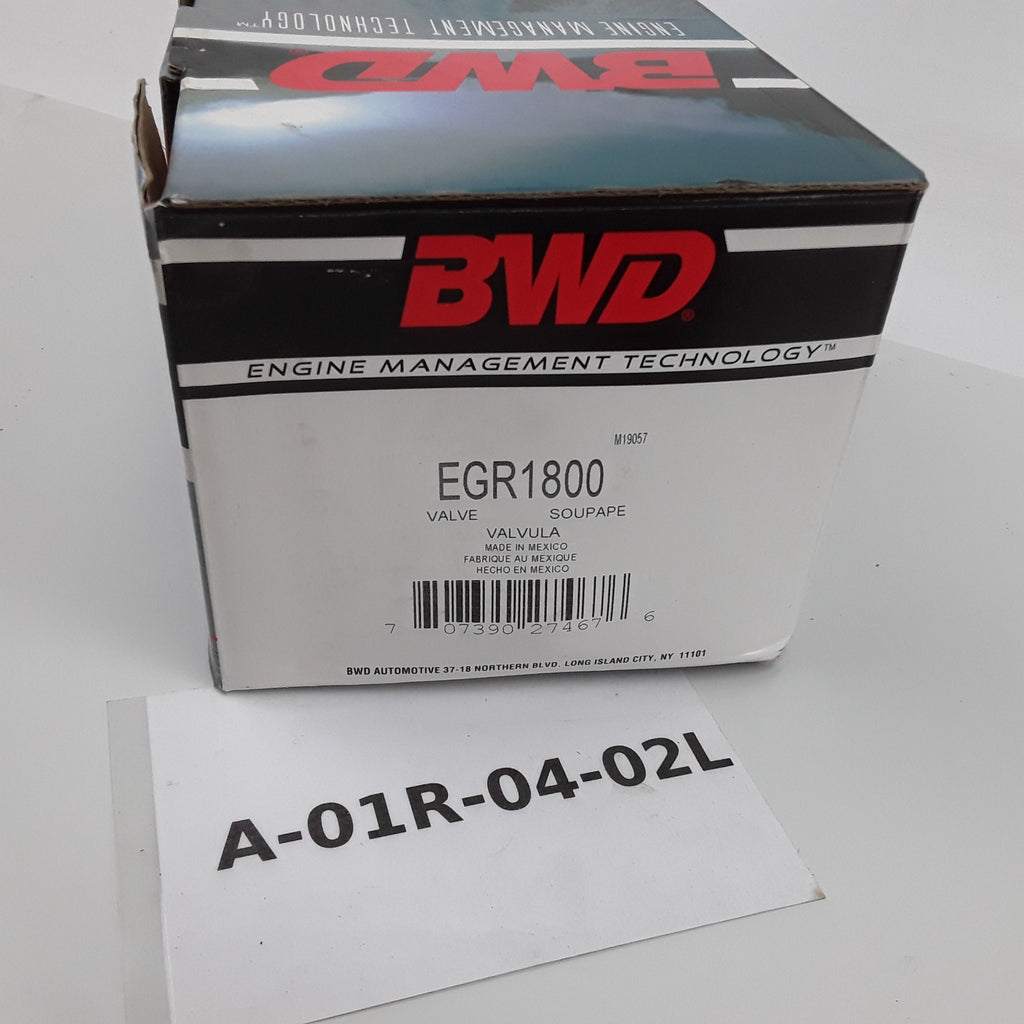 ENGINE MANAGEMENT TECHNOLOGY™
BWD
BWD®
ENGINE MANAGEMENT TECHNOLOGY™
M19057
EGR1800
VALVE SOUPAPE
VALVULA
MADE IN MEXICO
FABRIQUE AU MEXIQUE
HECHO EN MEXICO
7 07390 27467 6
BWD AUTOMOTIVE 37-18 NORTHERN BLVD. LONG ISLAND CITY, NY 11101
A-01R-04-02L